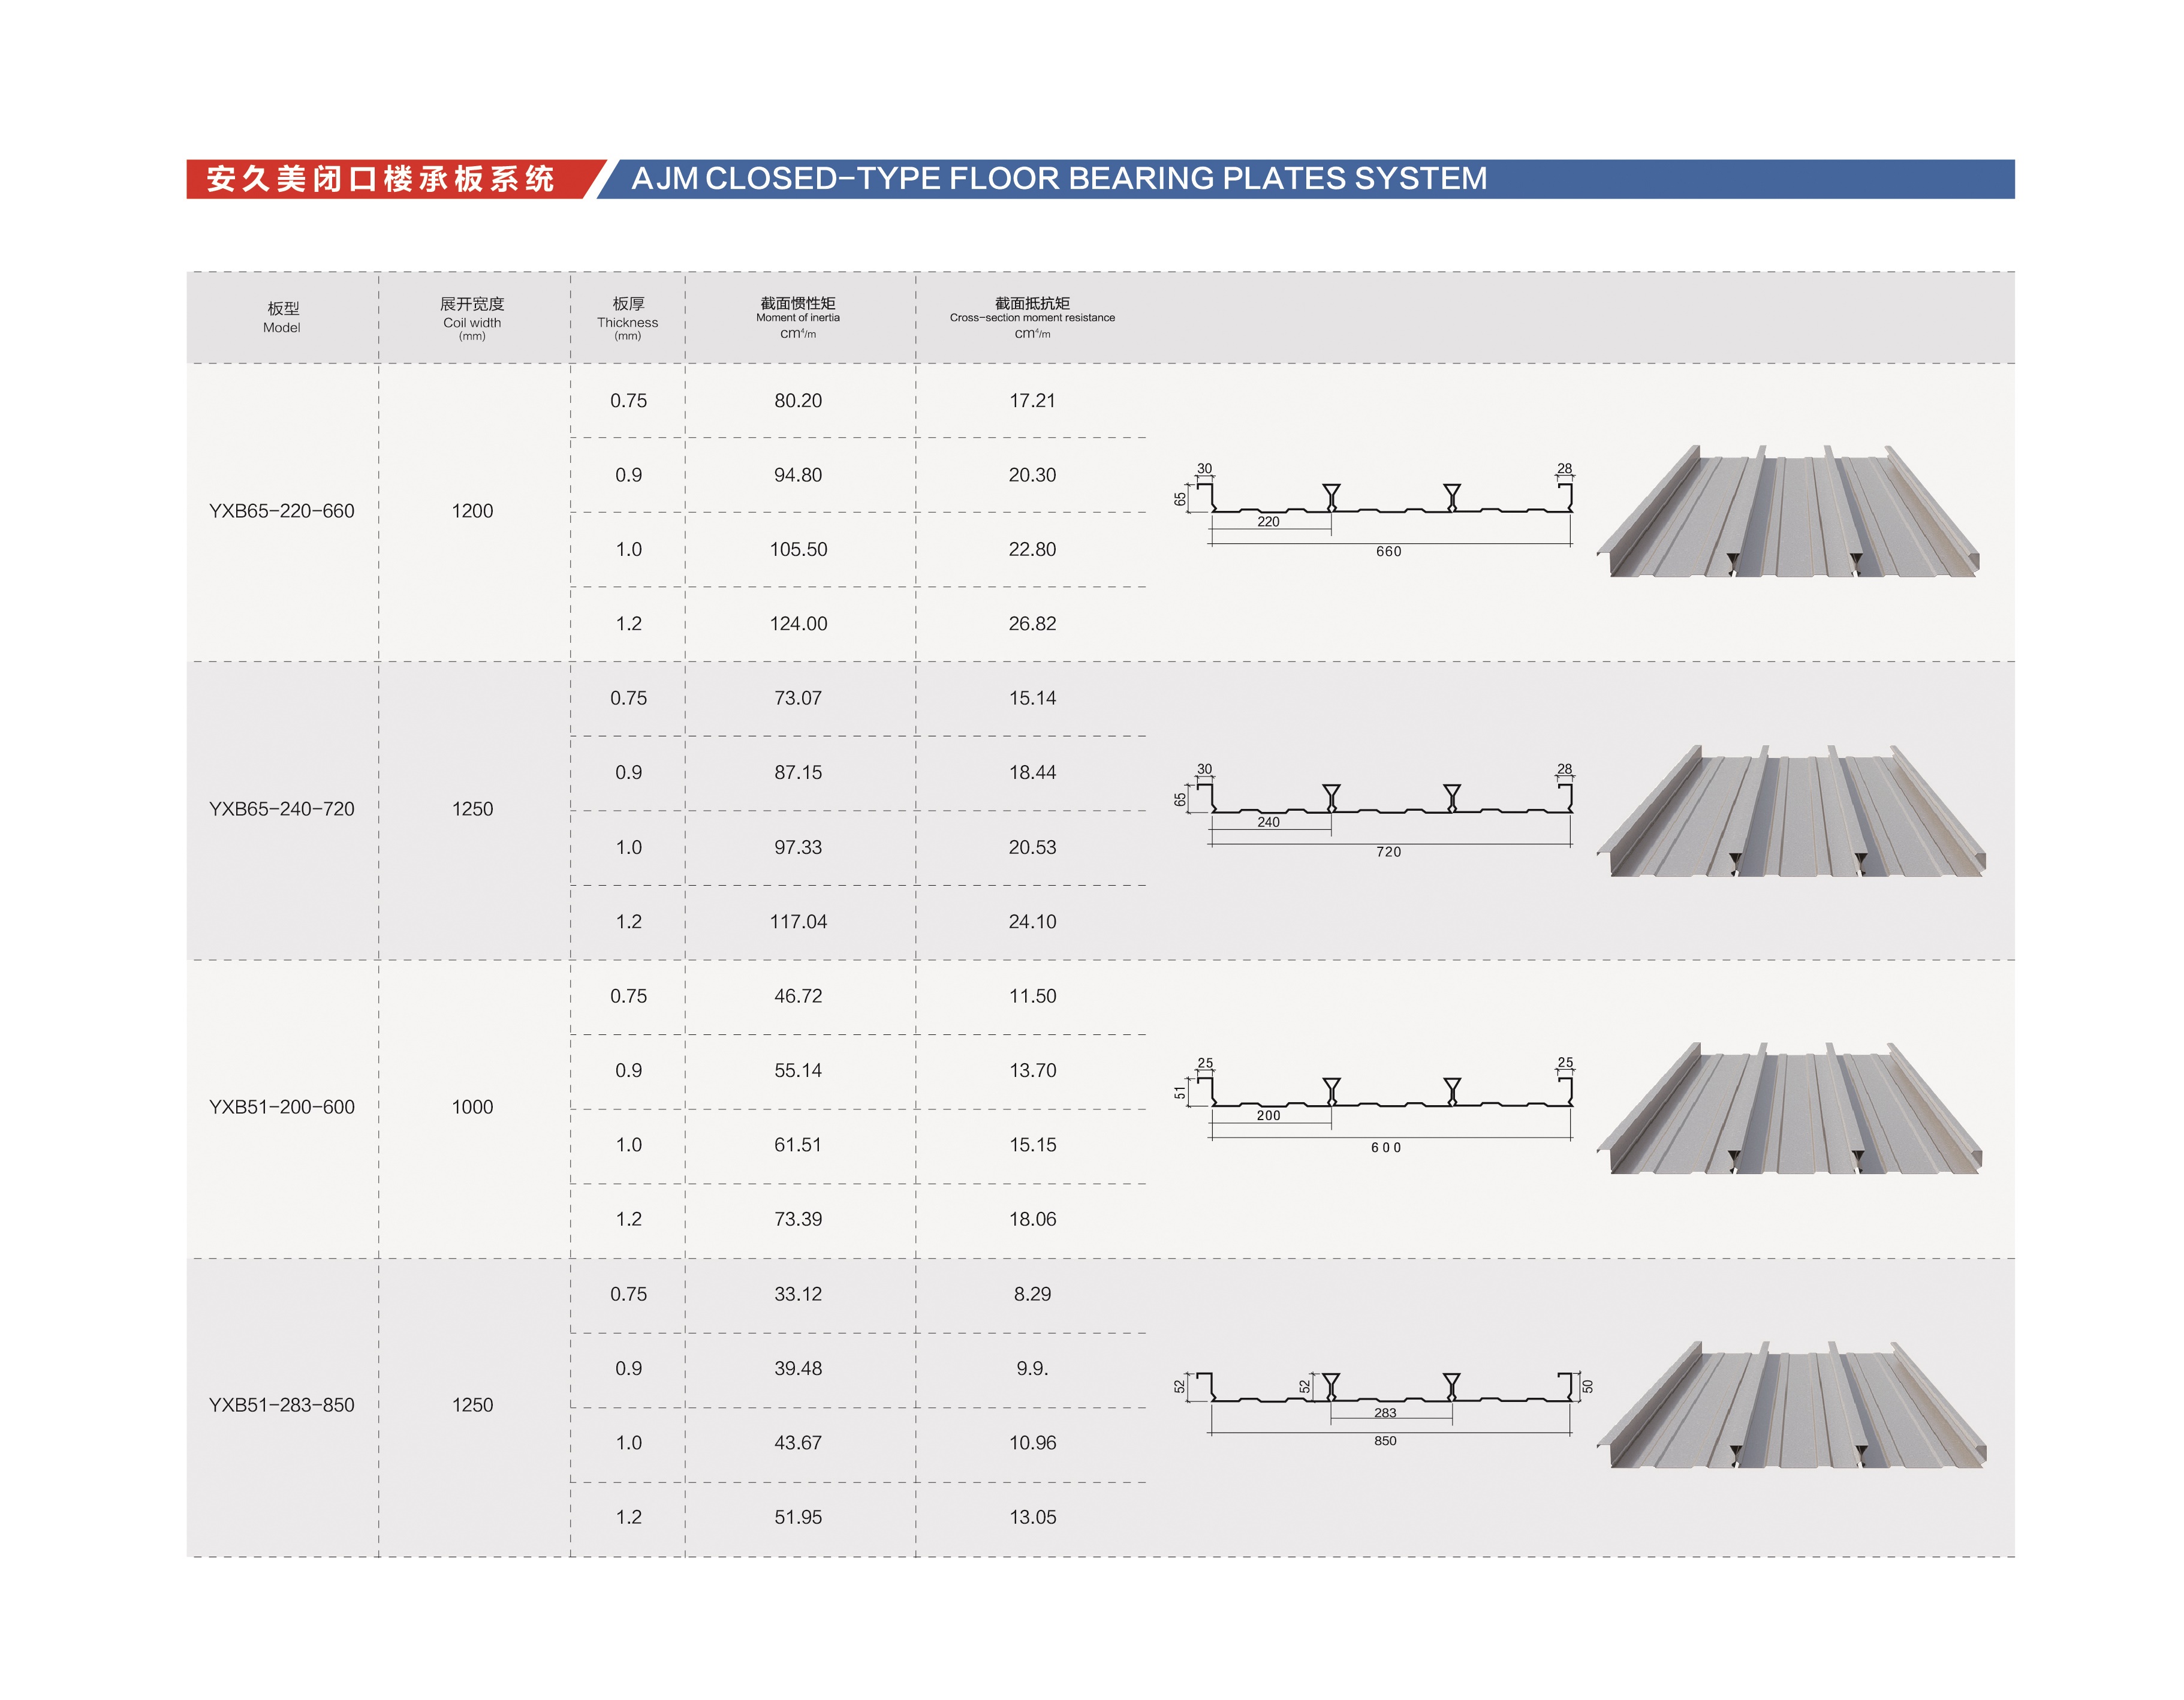 安久美闭口楼承板系统 AJM CLOSED-TYPE FLOOR BEARING PLATES SYSTEM
板型
Model
展开宽度
Coil width
(mm)
板厚
Thickness
(mm)
截面惯性矩
Moment of inertia
cm⁴/m
截面抵抗矩
Cross-section moment resistance
cm⁴/m
YXB65-220-660
1200
0.75 80.20 17.21
0.9 94.80 20.30
1.0 105.50 22.80
1.2 124.00 26.82
30
28
65
220
660
YXB65-240-720
1250
0.75 73.07 15.14
0.9 87.15 18.44
1.0 97.33 20.53
1.2 117.04 24.10
30
28
65
240
720
YXB51-200-600
1000
0.75 46.72 11.50
0.9 55.14 13.70
1.0 61.51 15.15
1.2 73.39 18.06
25
25
51
200
600
YXB51-283-850
1250
0.75 33.12 8.29
0.9 39.48 9.9.
1.0 43.67 10.96
1.2 51.95 13.05
52
52
50
283
850